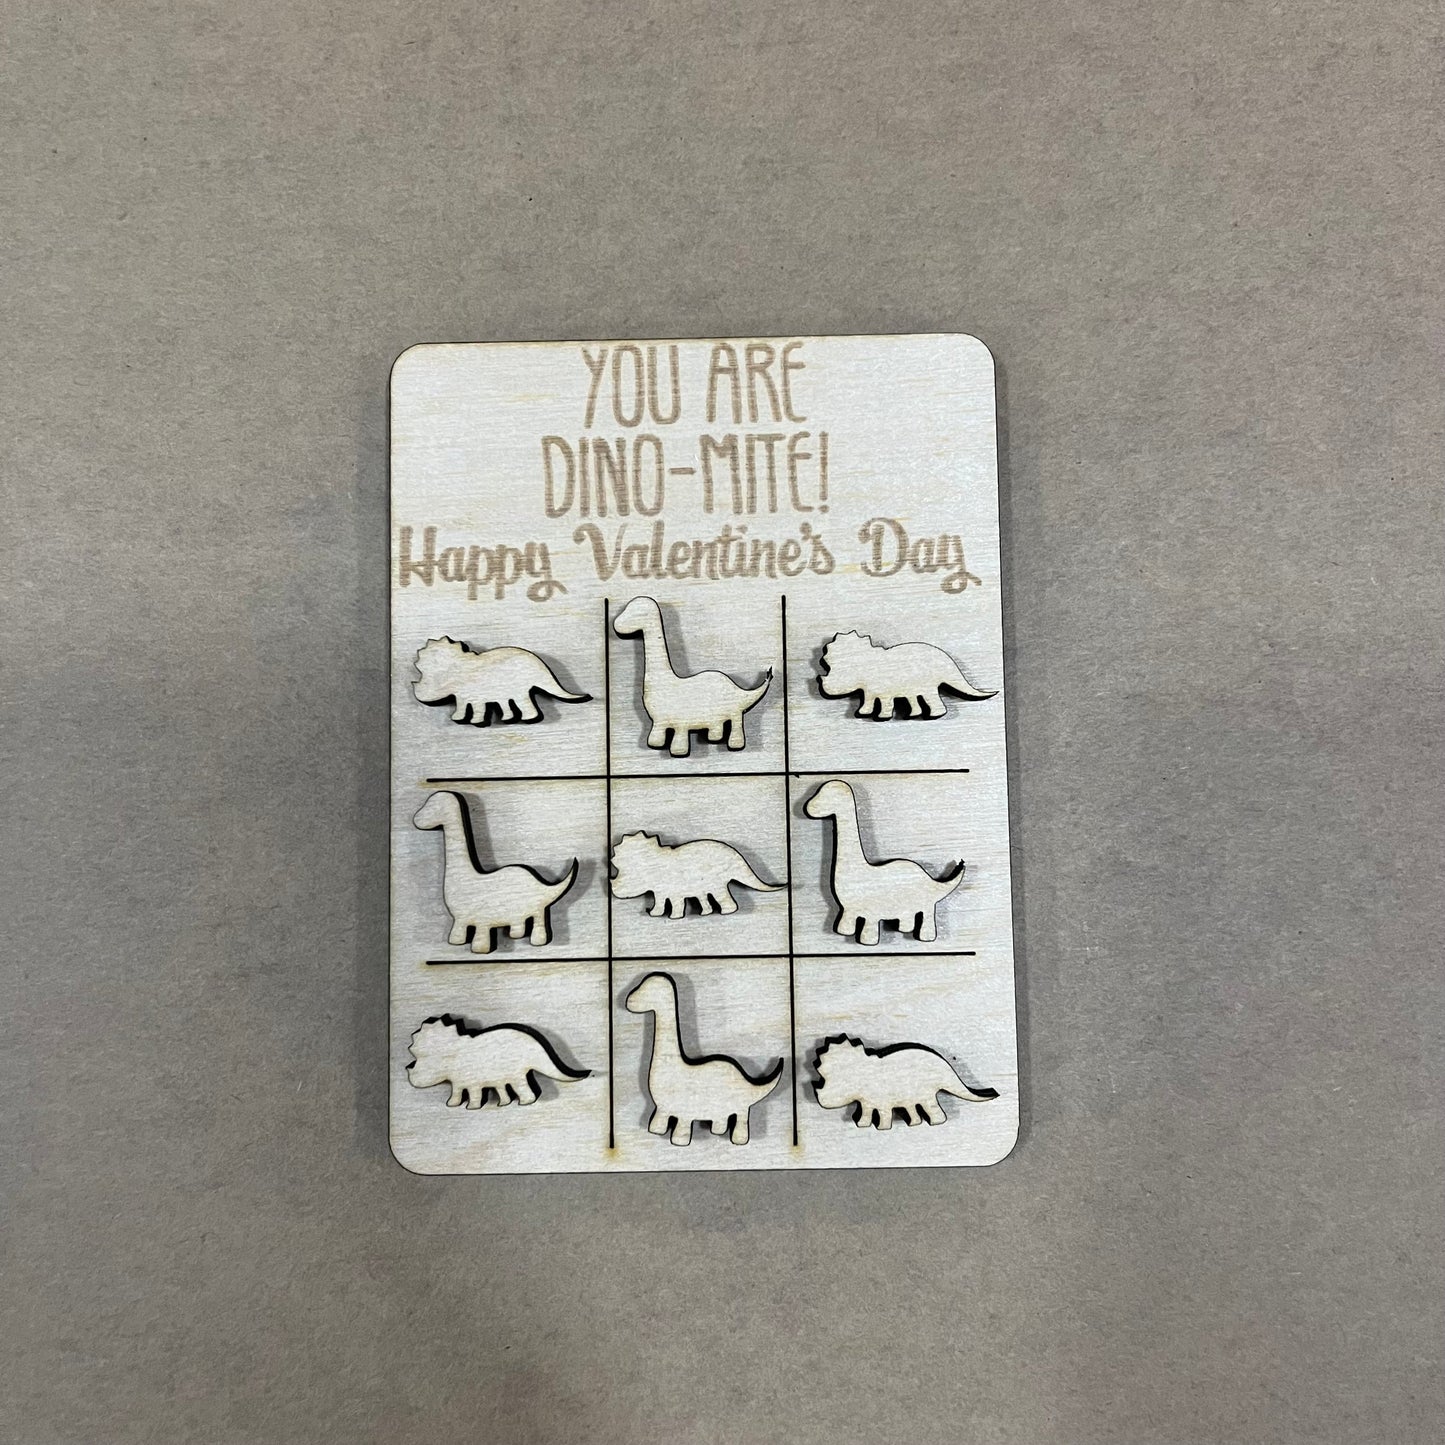 YOU ARE
DINO-MITE!
Happy Valentine's Day